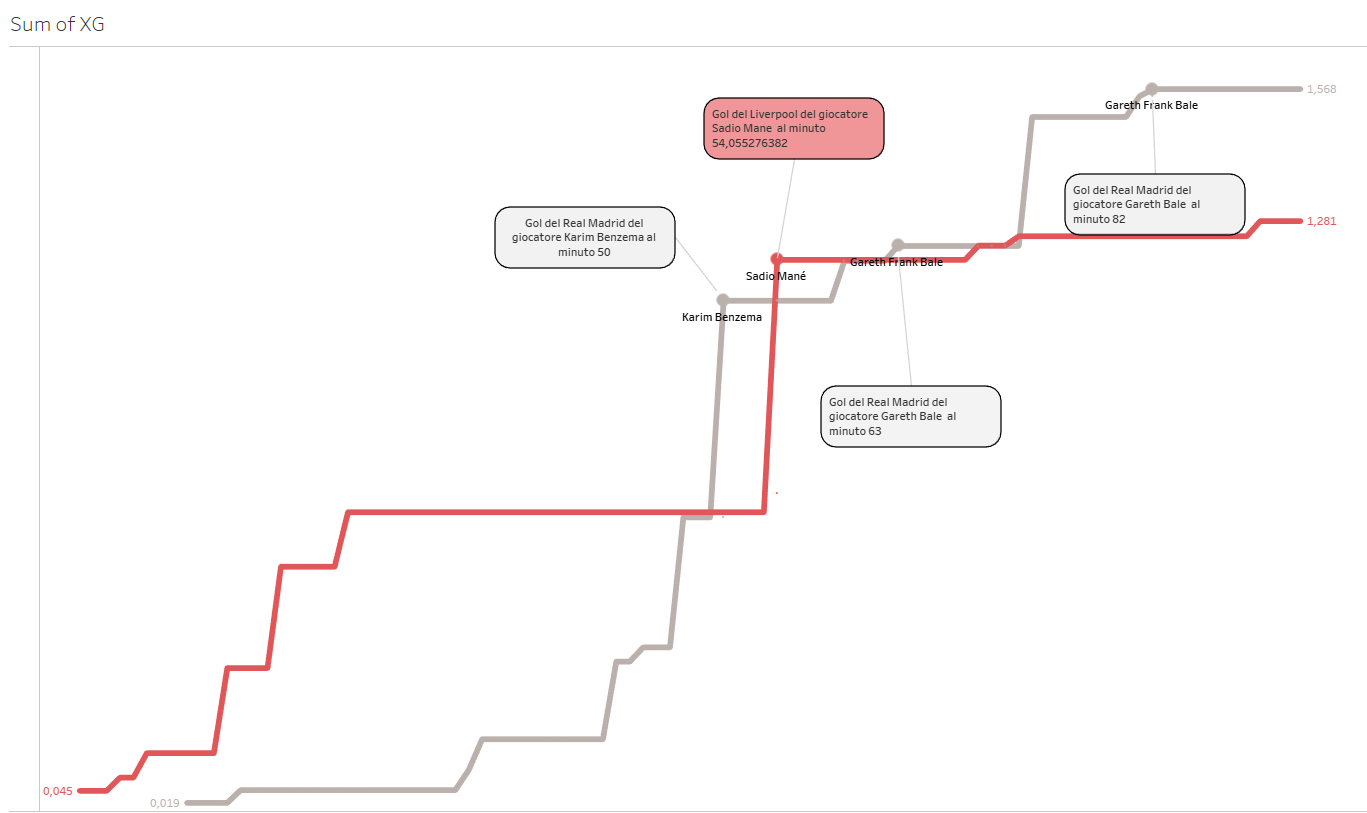 Sum of XG
1,568
Gareth Frank Bale
Gol del Liverpool del giocatore
Sadio Mane  al minuto
54,055276382
Gol del Real Madrid del
giocatore Gareth Bale  al
minuto 82
1,281
Gol del Real Madrid del
giocatore Karim Benzema al
minuto 50
Gareth Frank Bale
Sadio Mané
Karim Benzema
Gol del Real Madrid del
giocatore Gareth Bale  al
minuto 63
0,045
0,019